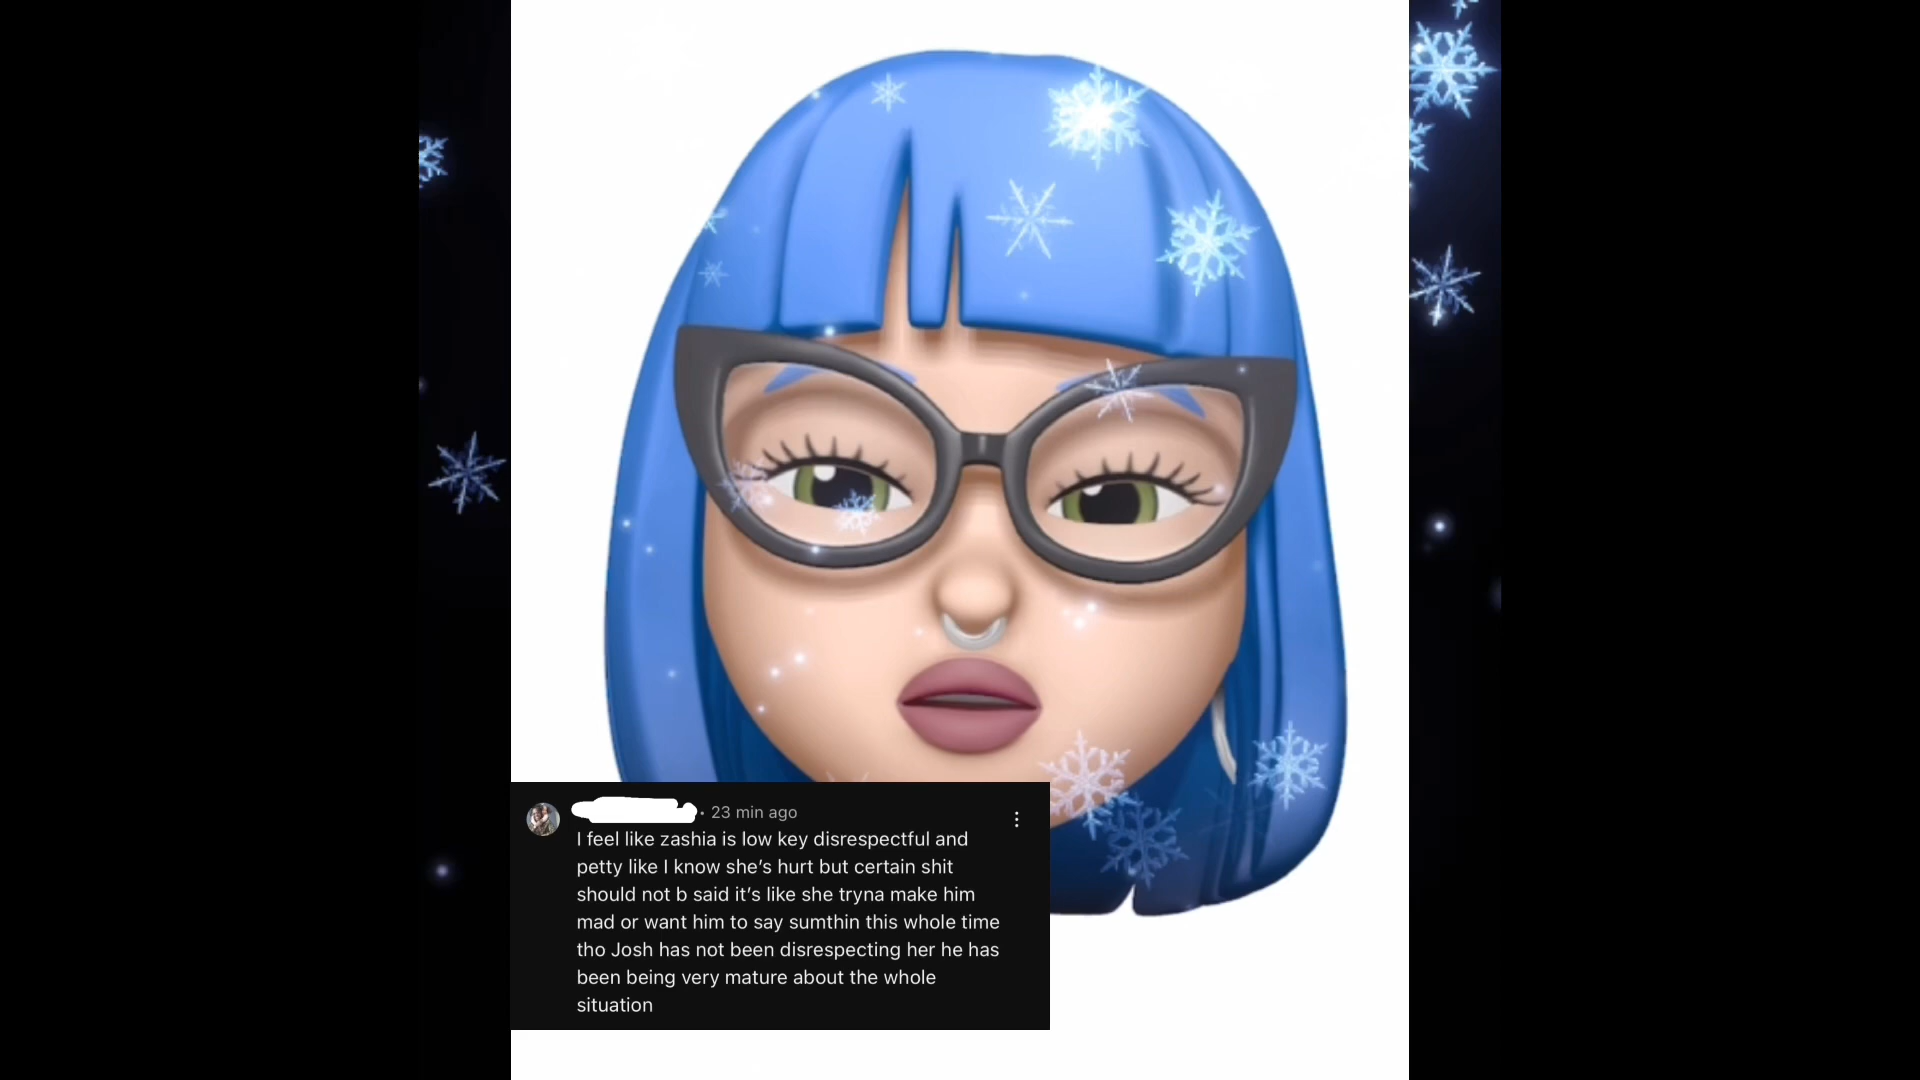 · 23 min ago
I feel like zashia is low key disrespectful and
petty like I know she’s hurt but certain shit
should not b said it’s like she tryna make him
mad or want him to say sumthin this whole time
tho Josh has not been disrespecting her he has
been being very mature about the whole
situation